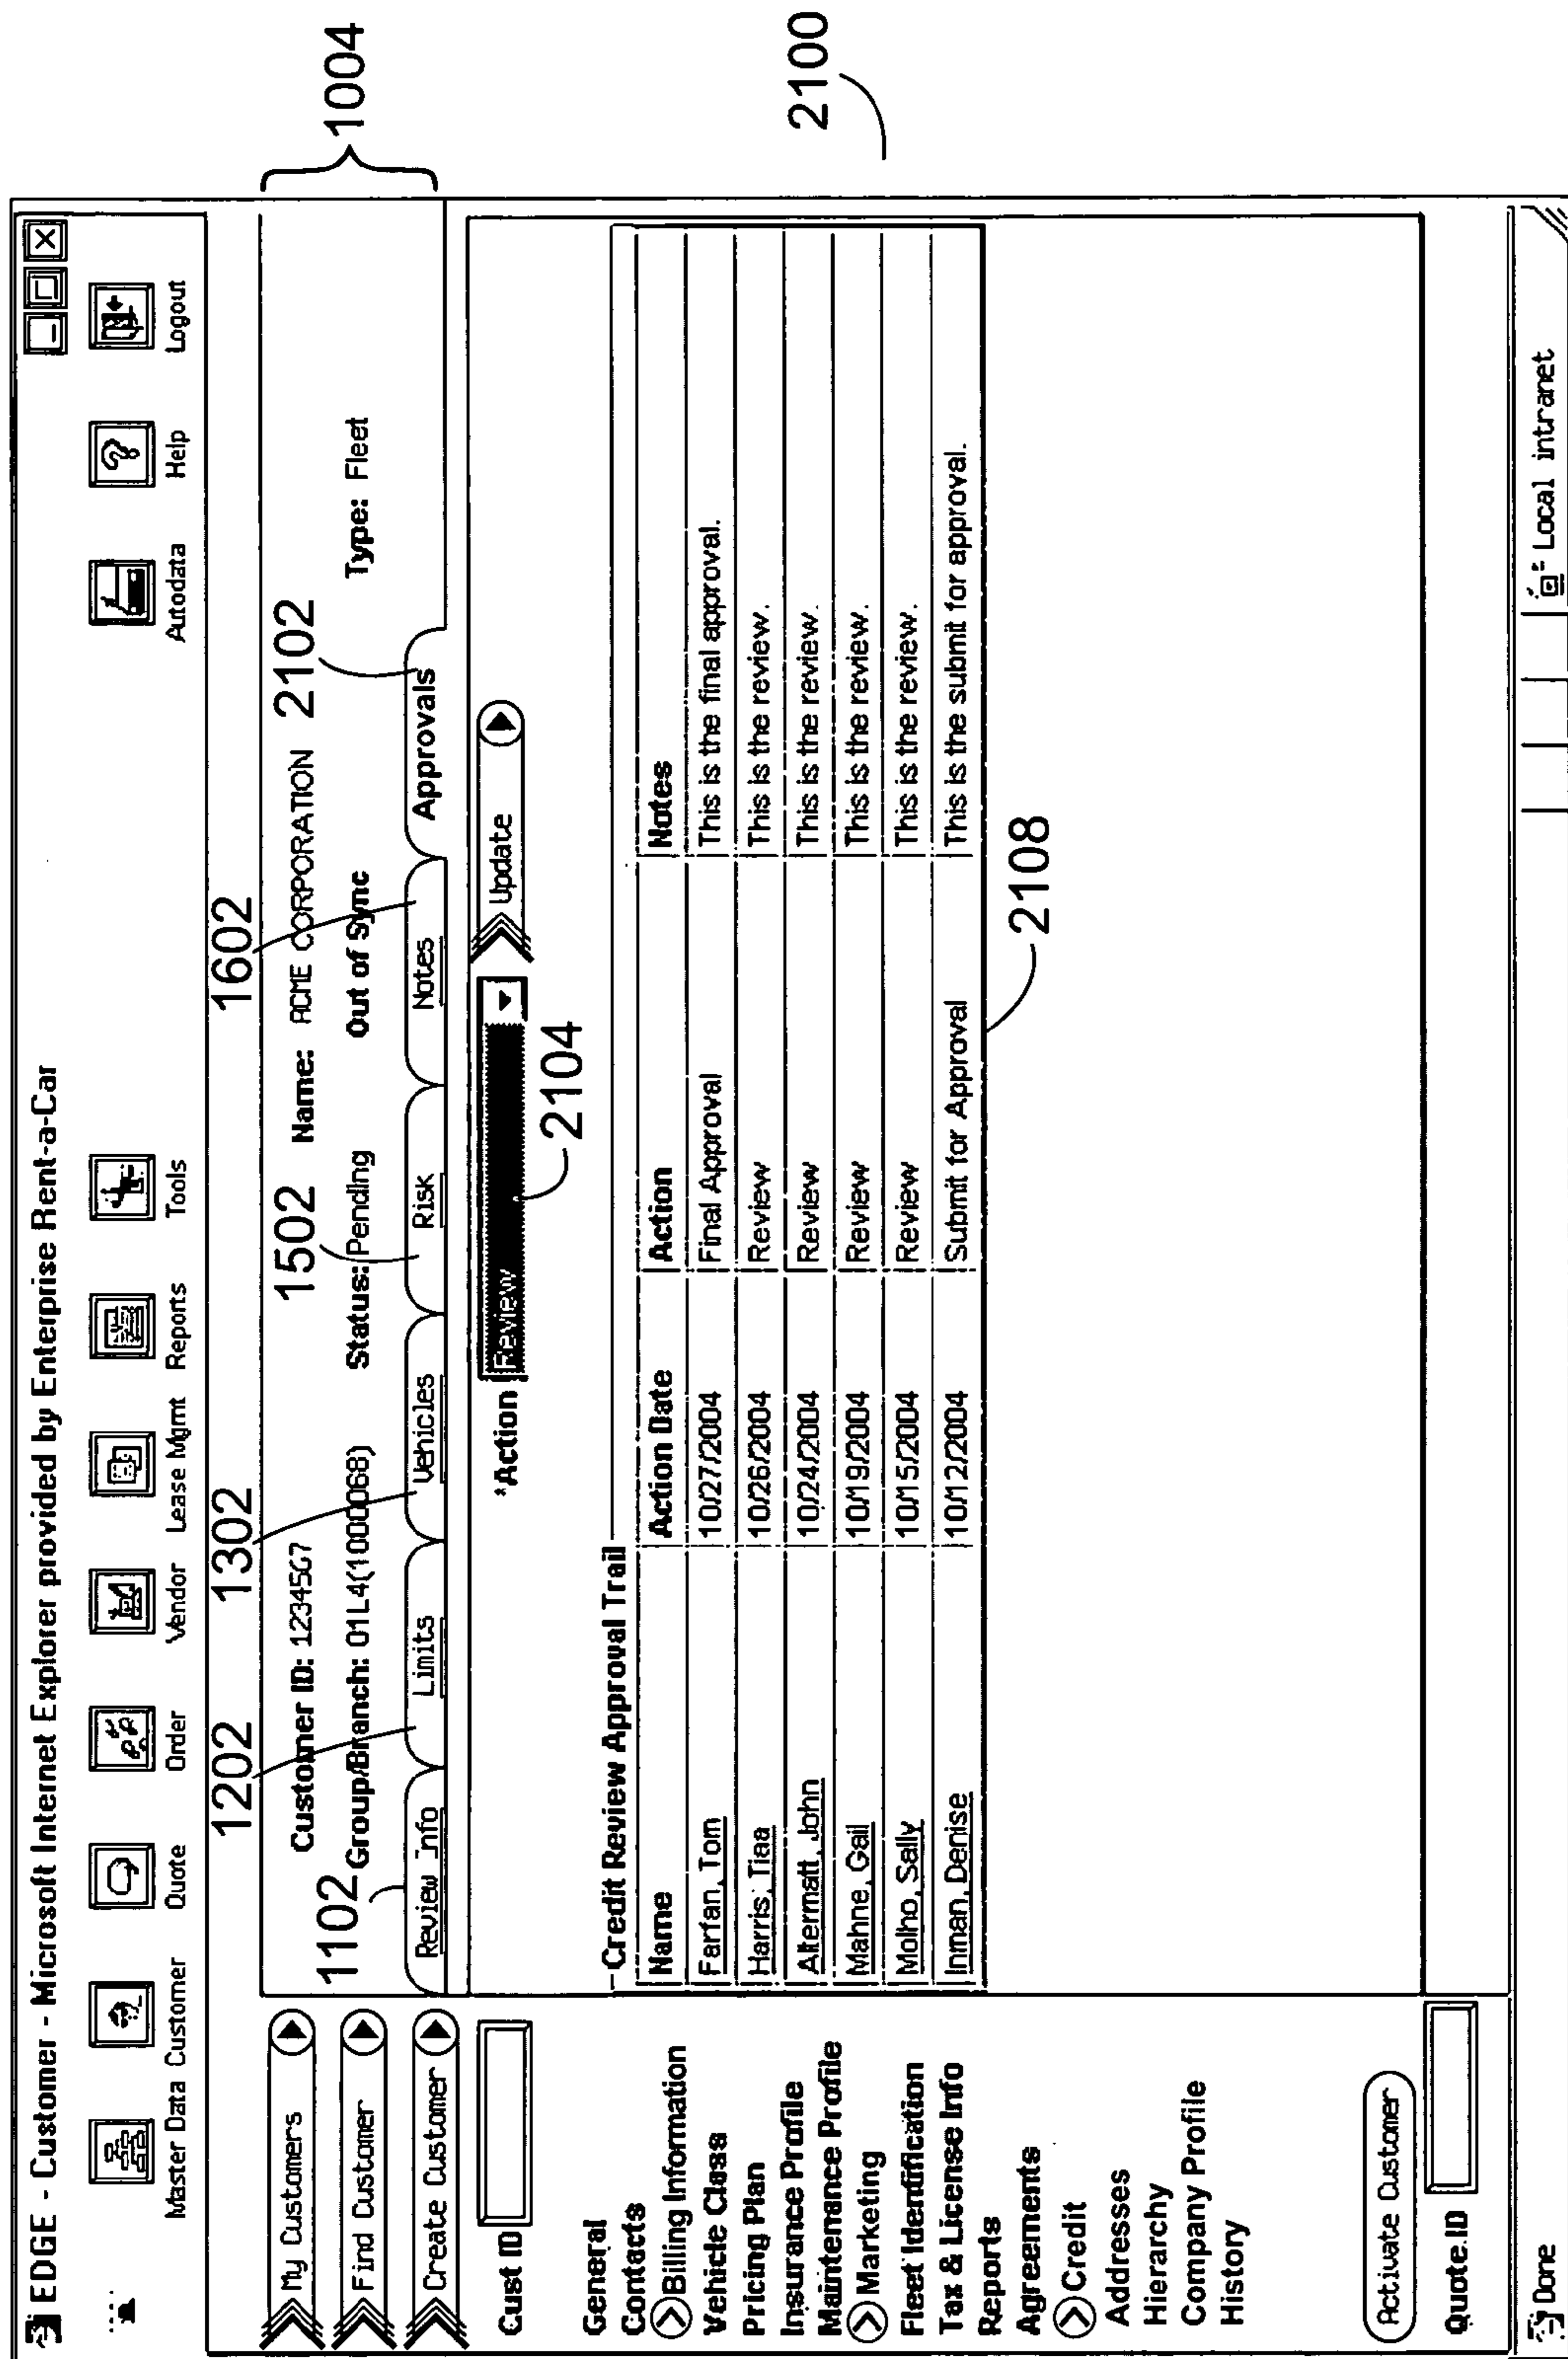 EDGE - Customer - Microsoft Internet Explorer provided by Enterprise Rent-a-Car
Master Data Customer Quote Order Vendor Lease Mgmt Reports Tools Autodata Help Logout
1202 1302 1602
My Customers
Find Customer
Create Customer
Cust ID
General
Contacts
Billing Information
Vehicle Class
Pricing Plan
Insurance Profile
Maintenance Profile
Marketing
Fleet Identification
Tax & License Info
Reports
Agreements
Credit
Addresses
Hierarchy
Company Profile
History
Activate Customer
Quote ID
Customer ID: 1234567 1502 Name: ACME CORPORATION 2102
1102 Group/Branch: 01L4(1000068) Status: Pending Out of Sync Type: Fleet
1004
Review Info Limits Vehicles Risk Notes Approvals
*Action Review Update
2104
Credit Review Approval Trail
Name Action Date Action Notes
Farfan, Tom 10/27/2004 Final Approval This is the final approval.
Harris, Tiaa 10/26/2004 Review This is the review.
Altermatt, John 10/24/2004 Review This is the review.
Mahne, Gail 10/19/2004 Review This is the review.
Molho, Sally 10/15/2004 Review This is the review.
Inman, Denise 10/12/2004 Submit for Approval This is the submit for approval.
2108
2100
Done Local intranet